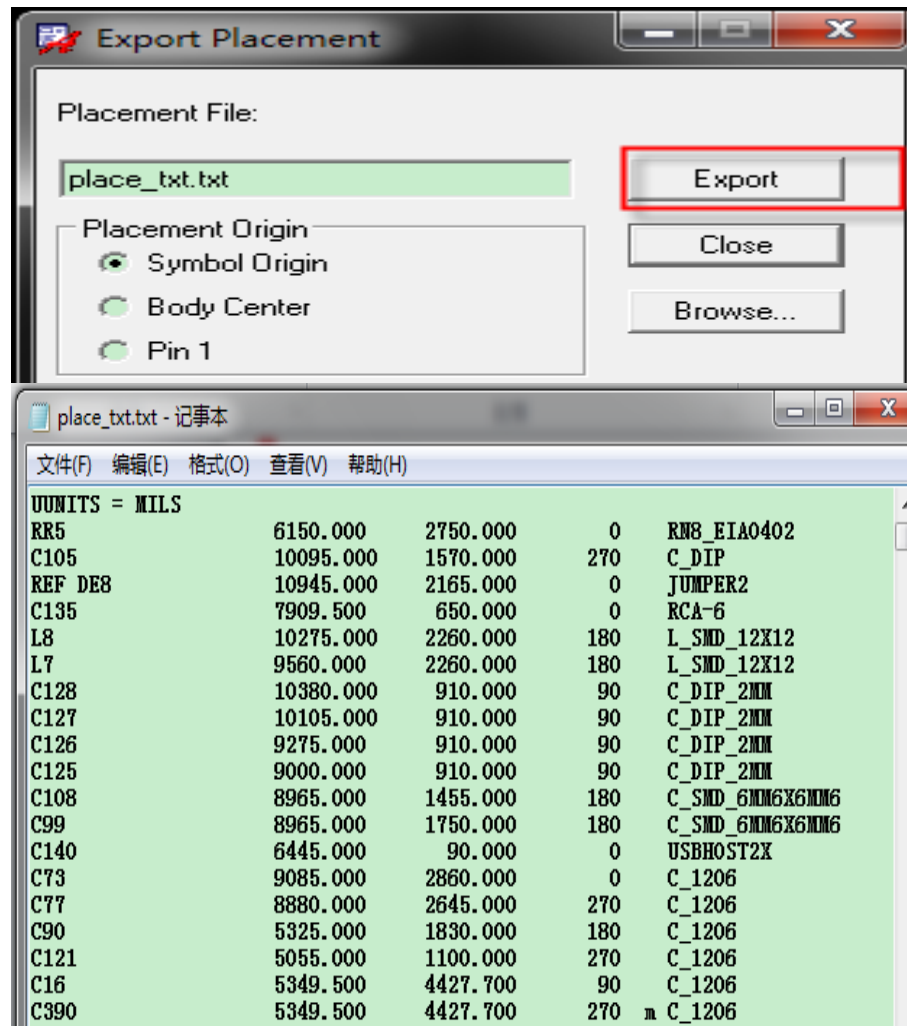 Export Placement
Placement File:
place_txt.txt
Export
Placement Origin
Symbol Origin
Close
Body Center
Browse...
Pin 1
place_txt.txt - 记事本
文件(F) 编辑(E) 格式(O) 查看(V) 帮助(H)
UUNITS = MILS
RR5 6150.000 2750.000 0 RN8_EIA0402
C105 10095.000 1570.000 270 C_DIP
REF DE8 10945.000 2165.000 0 JUMPER2
C135 7909.500 650.000 0 RCA-6
L8 10275.000 2260.000 180 L_SMD_12X12
L7 9560.000 2260.000 180 L_SMD_12X12
C128 10380.000 910.000 90 C_DIP_2MM
C127 10105.000 910.000 90 C_DIP_2MM
C126 9275.000 910.000 90 C_DIP_2MM
C125 9000.000 910.000 90 C_DIP_2MM
C108 8965.000 1455.000 180 C_SMD_6MM6X6MM6
C99 8965.000 1750.000 180 C_SMD_6MM6X6MM6
C140 6445.000 90.000 0 USBHOST2X
C73 9085.000 2860.000 0 C_1206
C77 8880.000 2645.000 270 C_1206
C90 5325.000 1830.000 180 C_1206
C121 5055.000 1100.000 270 C_1206
C16 5349.500 4427.700 90 C_1206
C390 5349.500 4427.700 270 m C_1206